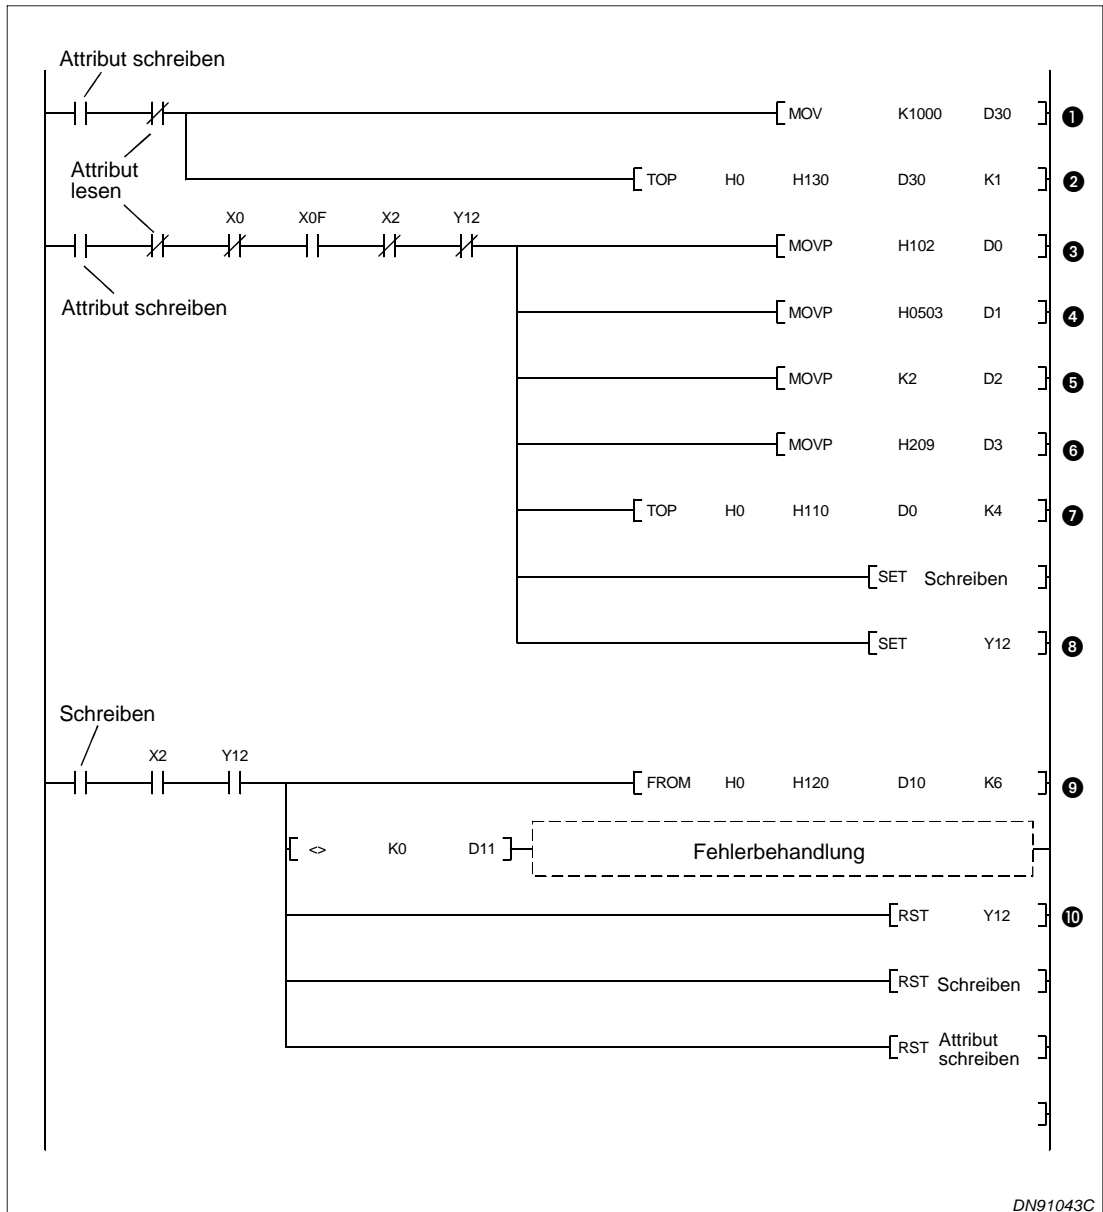 Attribut schreiben
MOV K1000 D30 ❶
Attribut
lesen
TOP H0 H130 D30 K1 ❷
X0 X0F X2 Y12
MOVP H102 D0 ❸
Attribut schreiben
MOVP H0503 D1 ❹
MOVP K2 D2 ❺
MOVP H209 D3 ❻
TOP H0 H110 D0 K4 ❼
SET Schreiben
SET Y12 ❽
Schreiben
X2 Y12
FROM H0 H120 D10 K6 ❾
<> K0 D11 Fehlerbehandlung
RST Y12 ❿
RST Schreiben
RST Attribut
schreiben
DN91043C